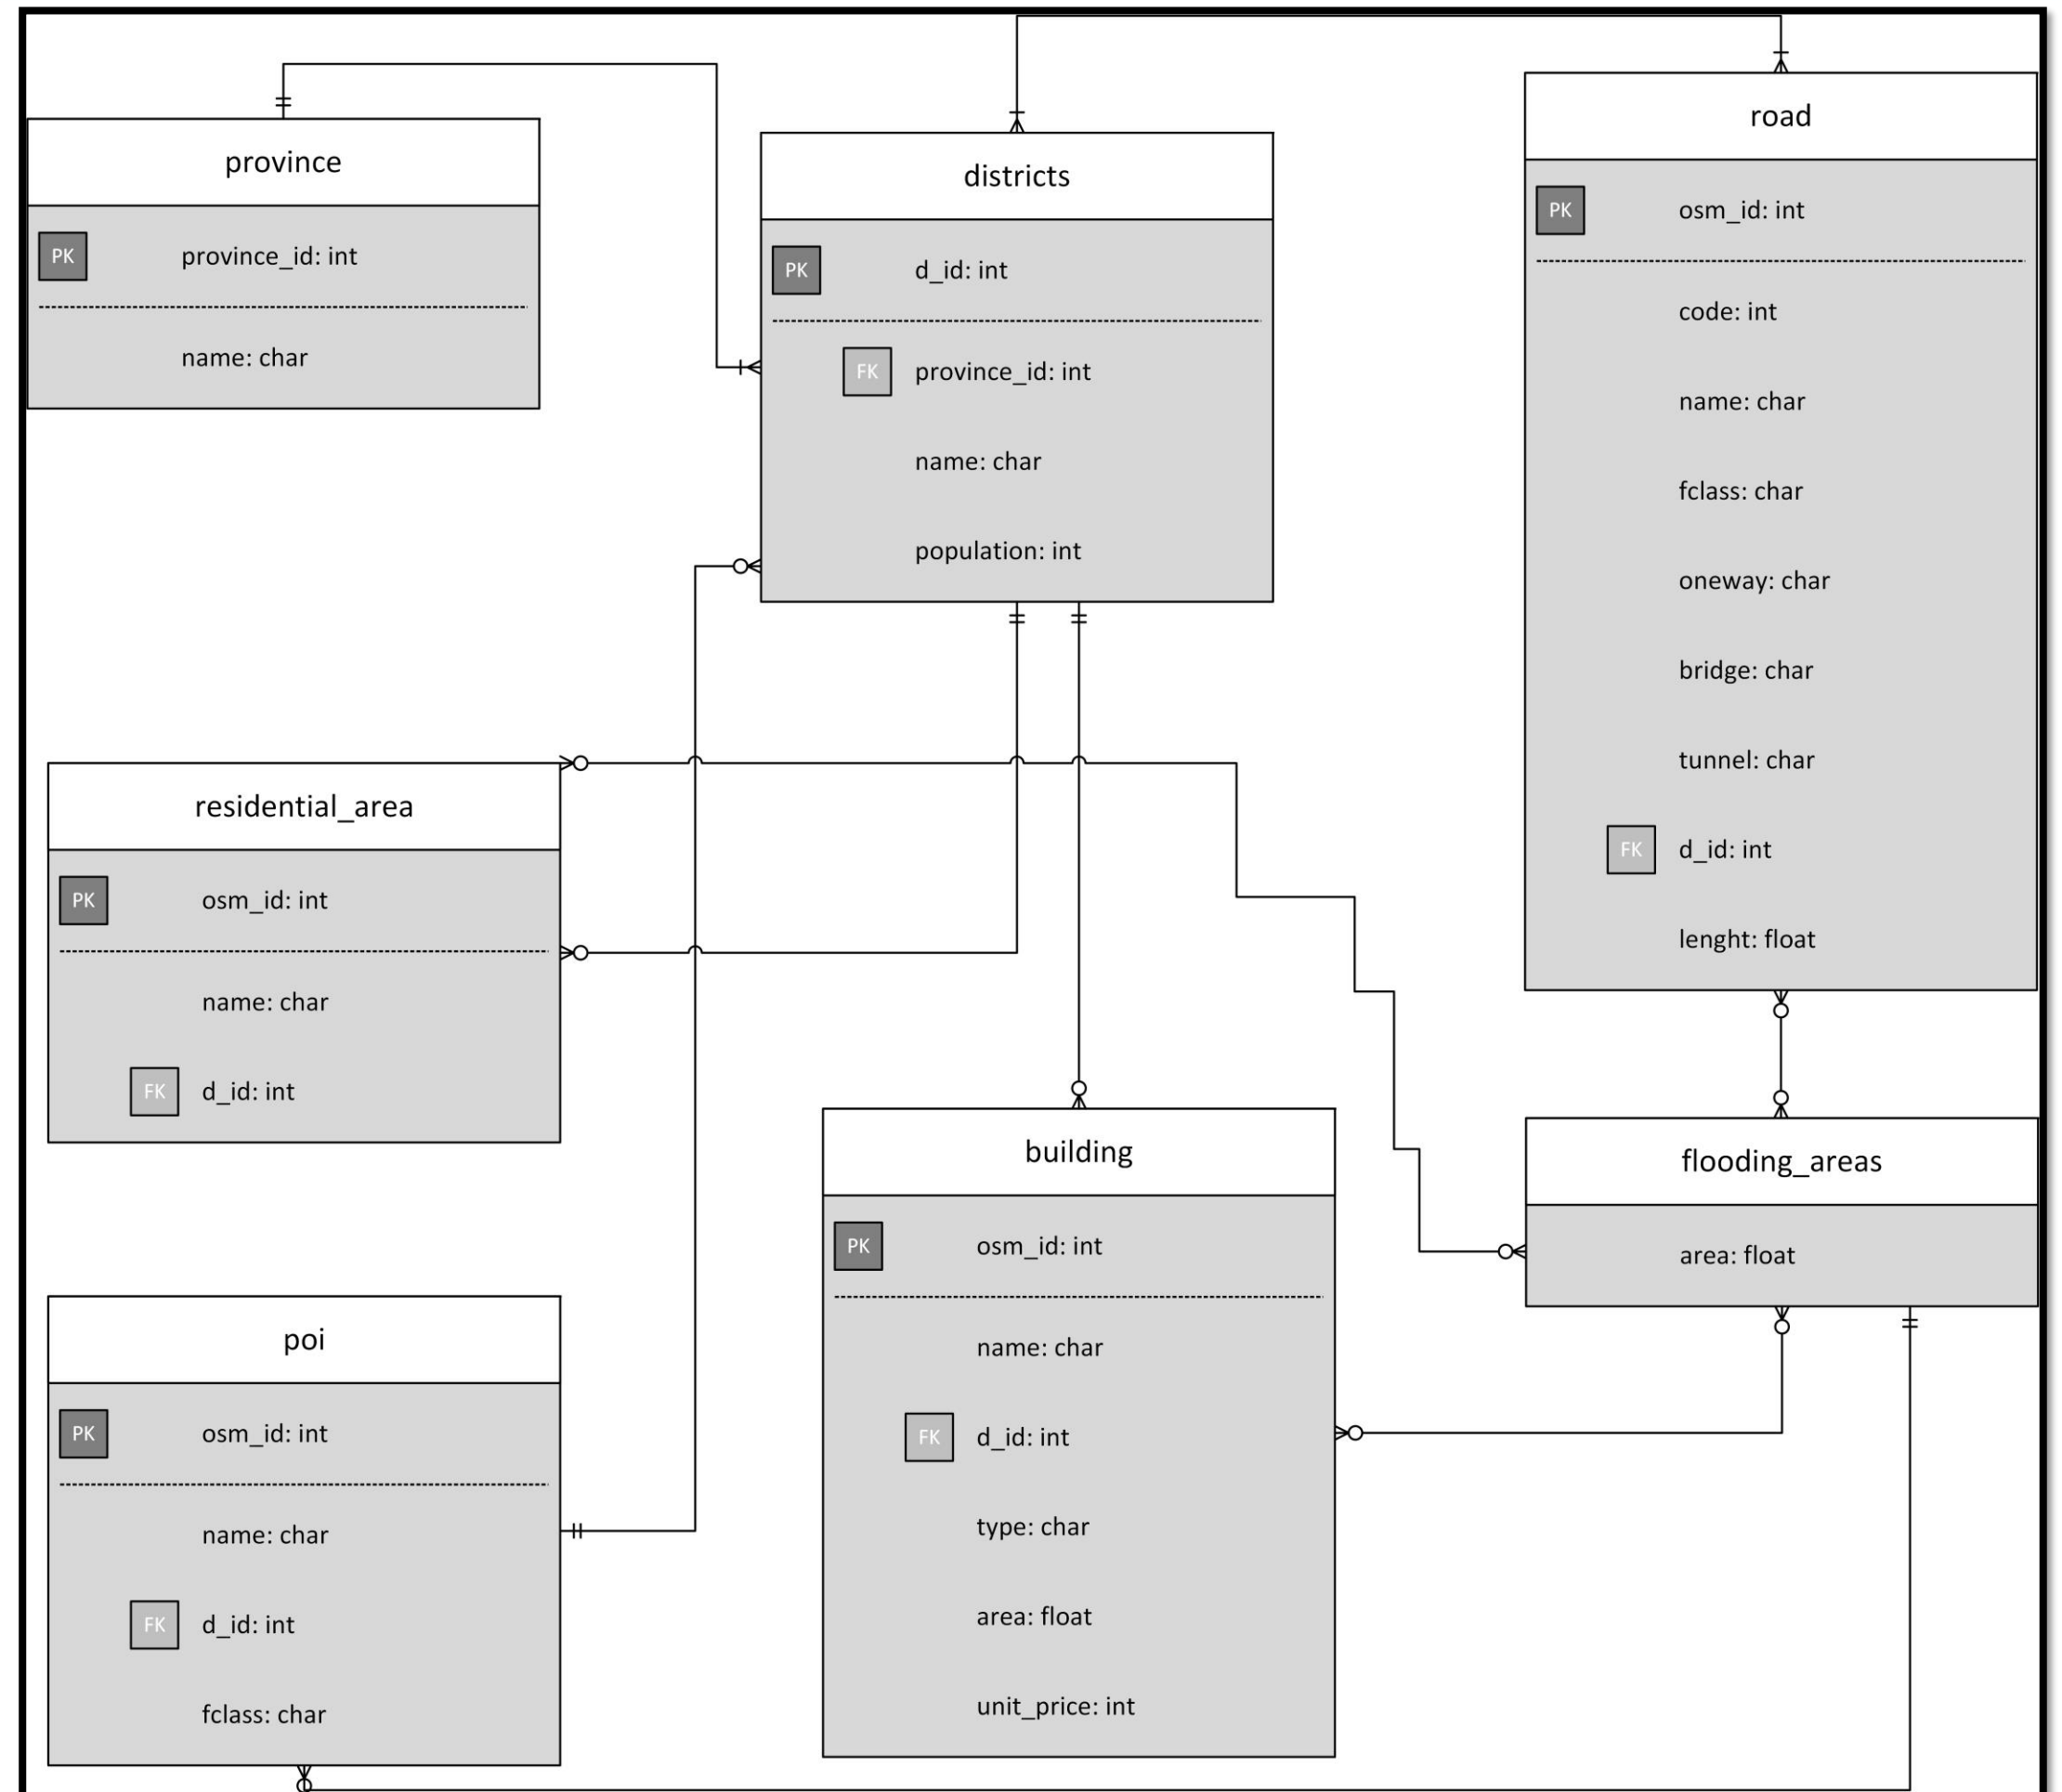 province
PK province_id: int
name: char
districts
PK d_id: int
FK province_id: int
name: char
population: int
road
PK osm_id: int
code: int
name: char
fclass: char
oneway: char
bridge: char
tunnel: char
FK d_id: int
lenght: float
residential_area
PK osm_id: int
name: char
FK d_id: int
building
PK osm_id: int
name: char
FK d_id: int
type: char
area: float
unit_price: int
flooding_areas
area: float
poi
PK osm_id: int
name: char
FK d_id: int
fclass: char